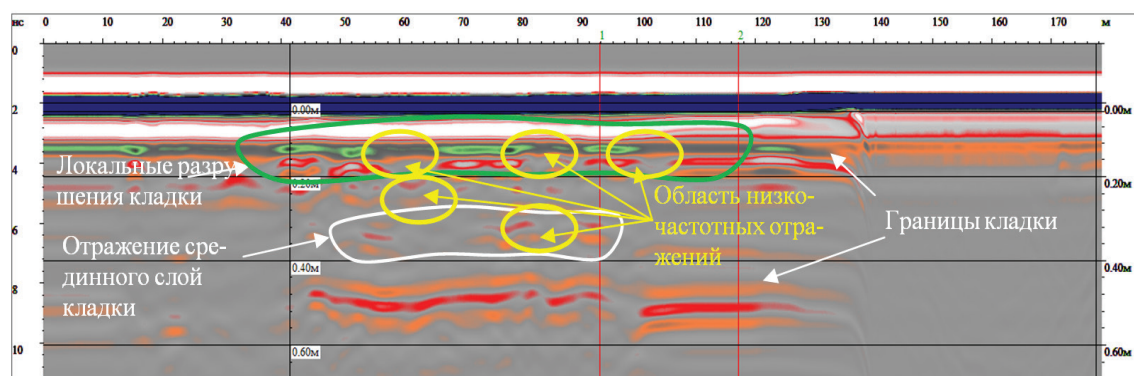 нс 0 10 20 30 40 50 60 70 80 90 100 110 120 130 140 150 160 170 м
1 2
0 0
2 0.00м 0.00м
Локальные разру
шения кладки
4 0.20м 0.20м
Область низко-
частотных отра-
жений
Границы кладки
6
Отражение сре-
динного слой
кладки
0.40м 0.40м
8
10 0.60м 0.60м